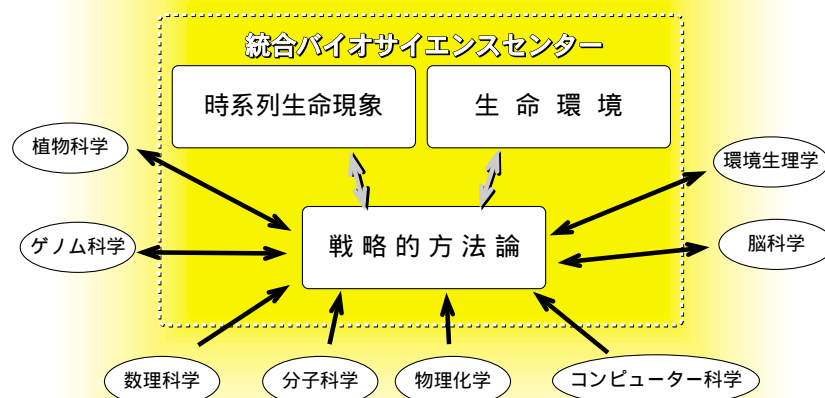 統合バイオサイエンスセンター
時系列生命現象
生命環境
植物科学
環境生理学
戦略的方法論
ゲノム科学
脳科学
数理科学
分子科学
物理化学
コンピューター科学